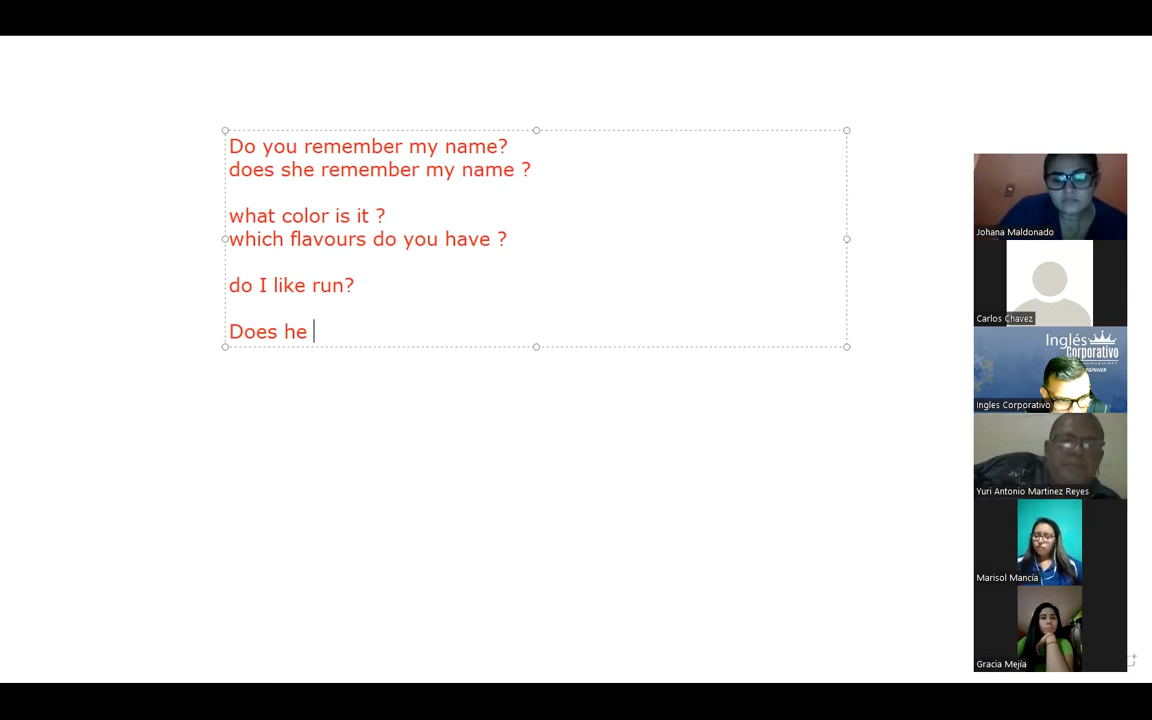 Do you remember my name?
does she remember my name ?
what color is it ?
which flavours do you have ?
do I like run?
Does he
Johana Maldonado
Carlos Chavez
Inglés
Corporativo
Ingles Corporativo
Yuri Antonio Martinez Reyes
Marisol Mancía
Gracia Mejía